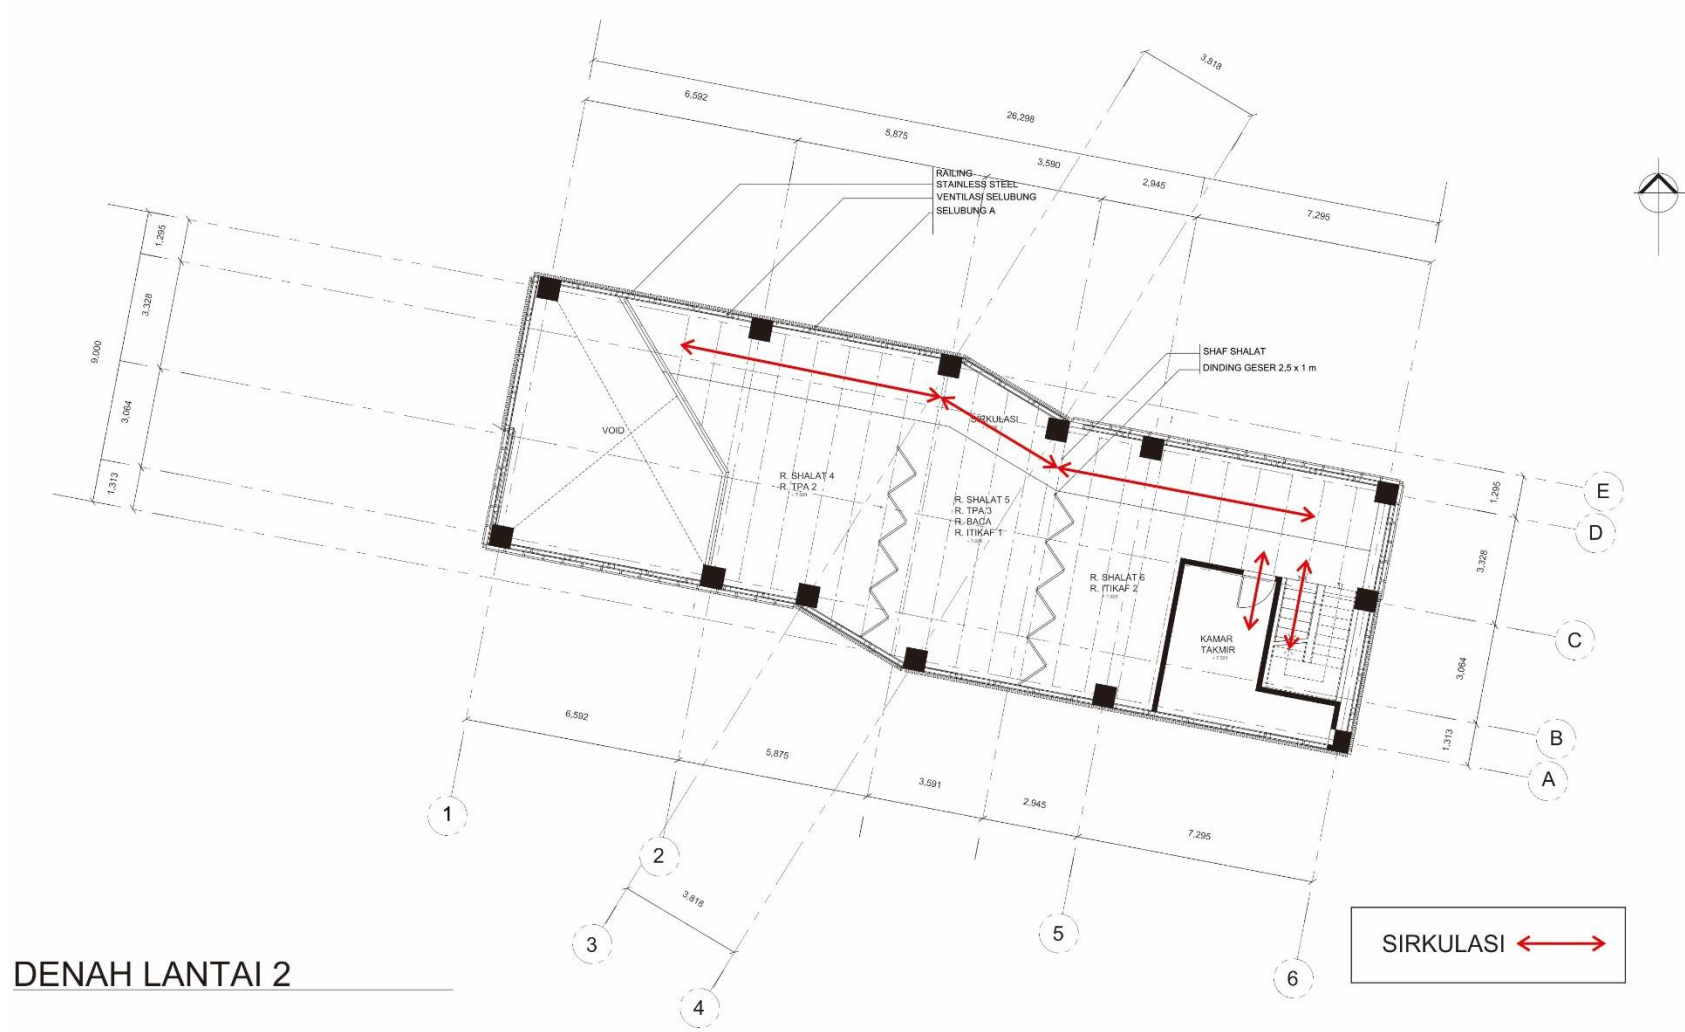 3,818
6,592
26,298
5,875
3,590
2,945
7,295
RAILING
STAINLESS STEEL
VENTILASI SELUBUNG
SELUBUNG A
1,295
3,328
9,000
3,064
1,313
SHAF SHALAT
DINDING GESER 2,5 x 1 m
SIRKULASI
VOID
R. SHALAT 4
R. TPA 2
R. SHALAT 5
R. TPA 3
R. BACA
R. ITIKAF 1
R. SHALAT 6
R. ITIKAF 2
KAMAR
TAKMIR
E
1,295
D
3,328
C
3,064
B
1,313
A
6,592
5,875
3,591
2,945
7,295
1
2
3,818
3
4
5
6
SIRKULASI
DENAH LANTAI 2